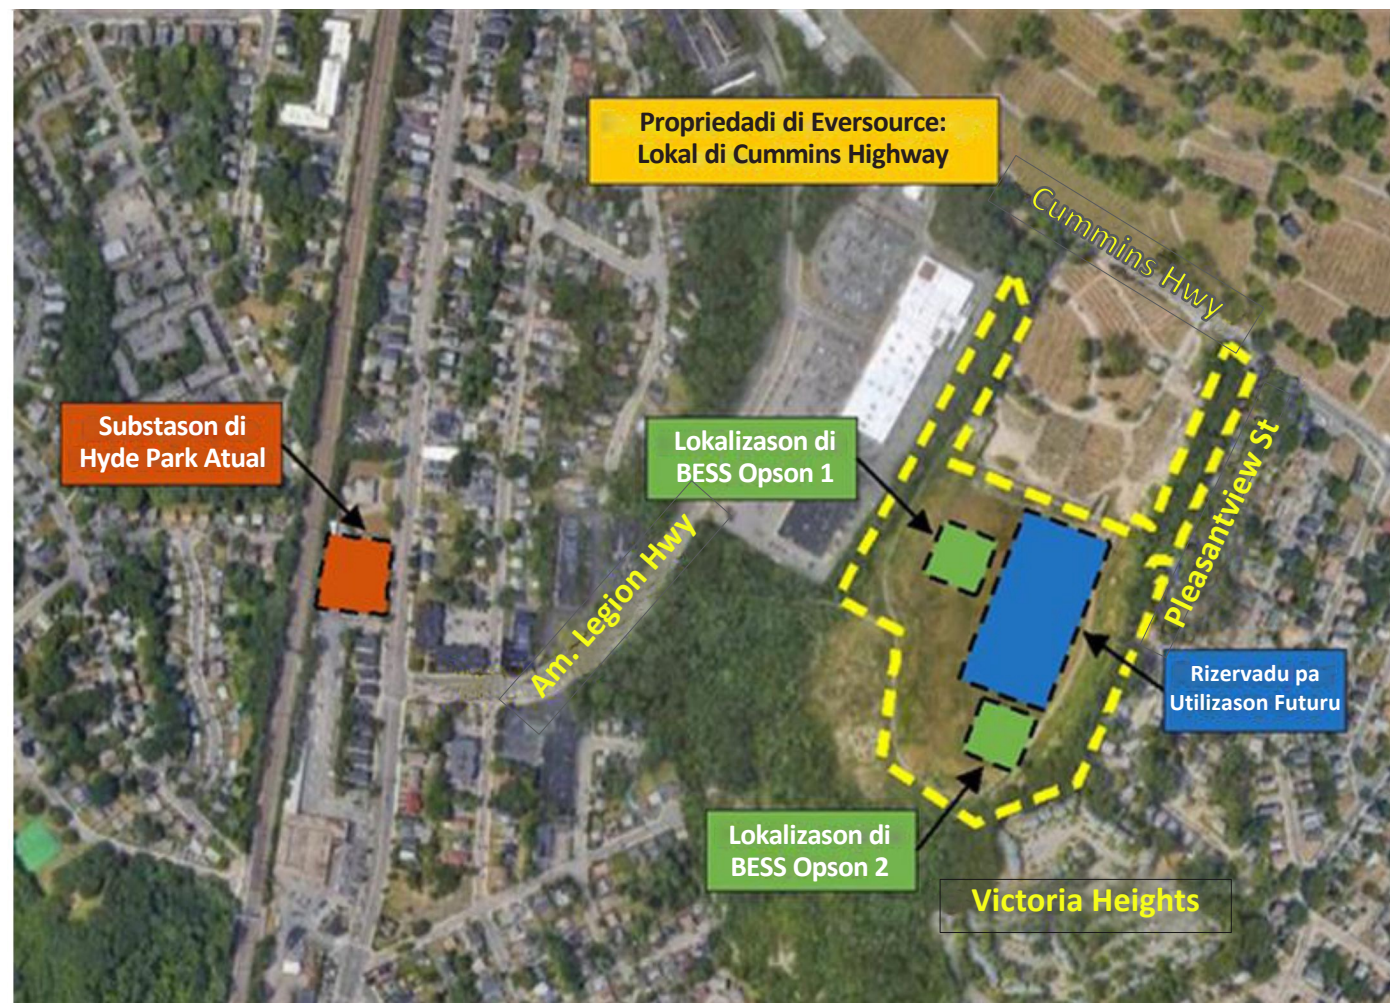 Propriedadi di Eversource:
Lokal di Cummins Highway
Cummins Hwy
Substason di
Hyde Park Atual
Lokalizason di
BESS Opson 1
Pleasantview St
Am. Legion Hwy
Rizervadu pa
Utilizason Futuru
Lokalizason di
BESS Opson 2
Victoria Heights